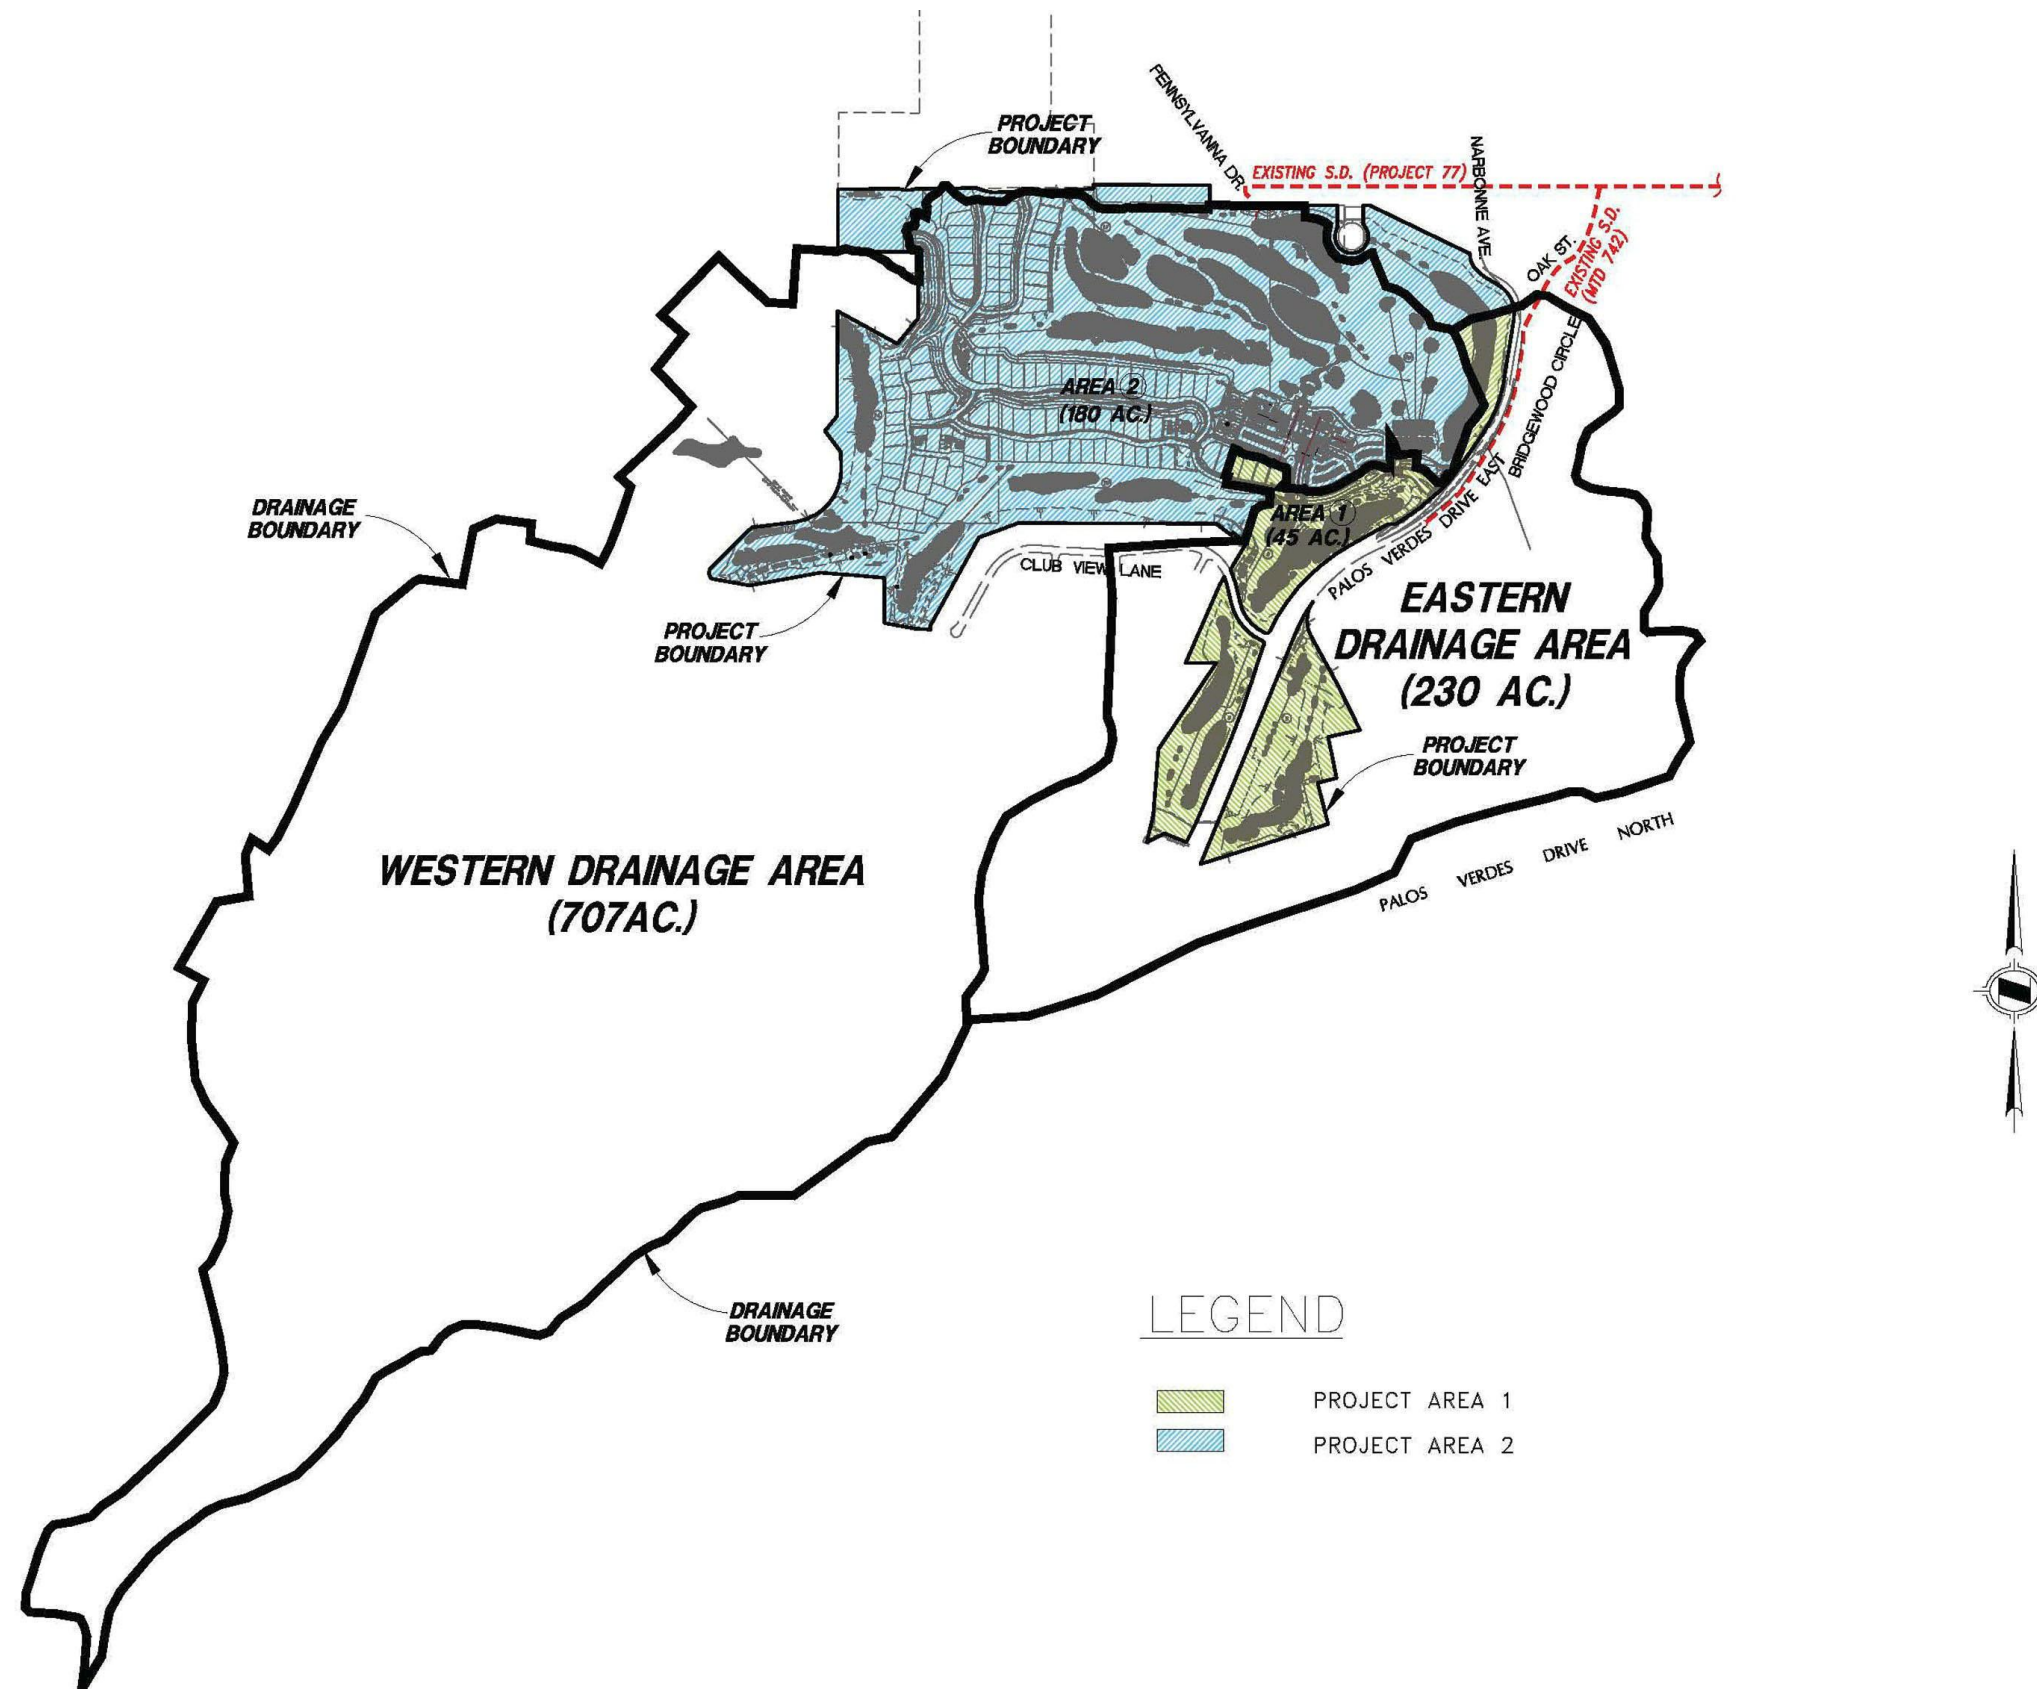 PROJECT
BOUNDARY
PENNSYLVANNA DR.
EXISTING S.D. (PROJECT 77)
NARBONNE AVE.
OAK ST.
EXISTING S.D.
(MTD 742)
BRIDGEWOOD CIRCLE
AREA 2
(180 AC.)
DRAINAGE
BOUNDARY
AREA 1
(45 AC.)
PALOS VERDES DRIVE EAST
CLUB VIEW LANE
PROJECT
BOUNDARY
EASTERN
DRAINAGE AREA
(230 AC.)
PROJECT
BOUNDARY
PALOS VERDES DRIVE NORTH
WESTERN DRAINAGE AREA
(707AC.)
DRAINAGE
BOUNDARY
LEGEND
PROJECT AREA 1
PROJECT AREA 2